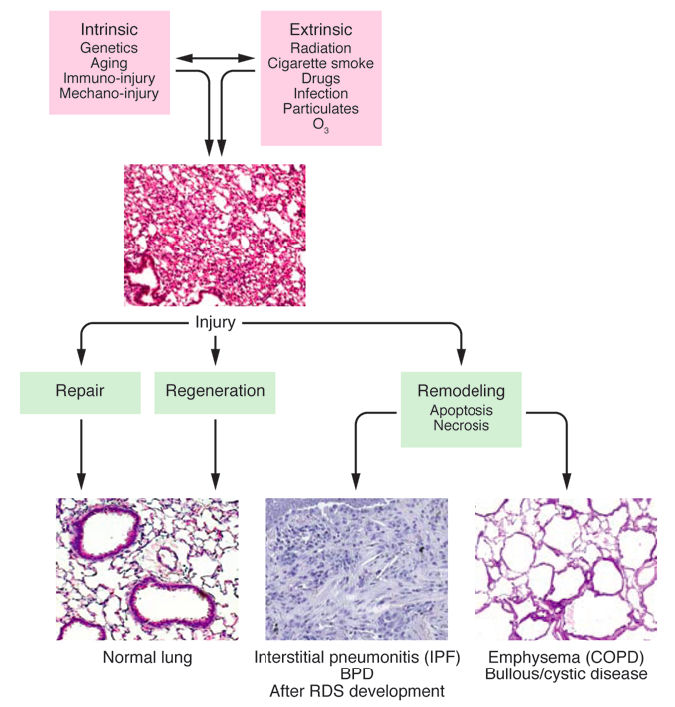 Intrinsic
Genetics
Aging
Immuno-injury
Mechano-injury
Extrinsic
Radiation
Cigarette smoke
Drugs
Infection
Particulates
O₃
Injury
Repair
Regeneration
Remodeling
Apoptosis
Necrosis
Normal lung
Interstitial pneumonitis (IPF)
BPD
After RDS development
Emphysema (COPD)
Bullous/cystic disease